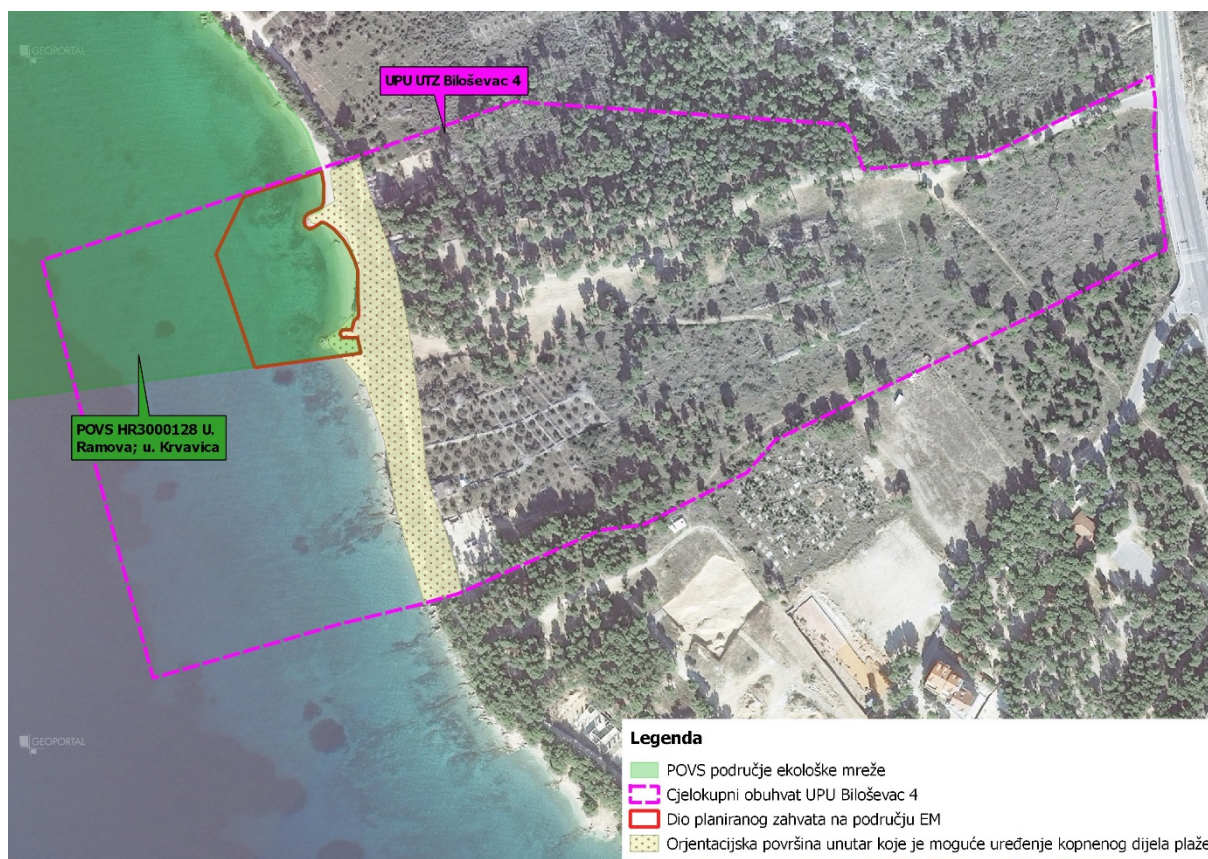 GEOPORTAL
UPU UTZ Biloševac 4
POVS HR3000128 U.
Ramova; u. Krvavica
GEOPORTAL
Legenda
POVS područje ekološke mreže
Cjelokupni obuhvat UPU Biloševac 4
Dio planiranog zahvata na području EM
Orjentacijska površina unutar koje je moguće uređenje kopnenog dijela plaže